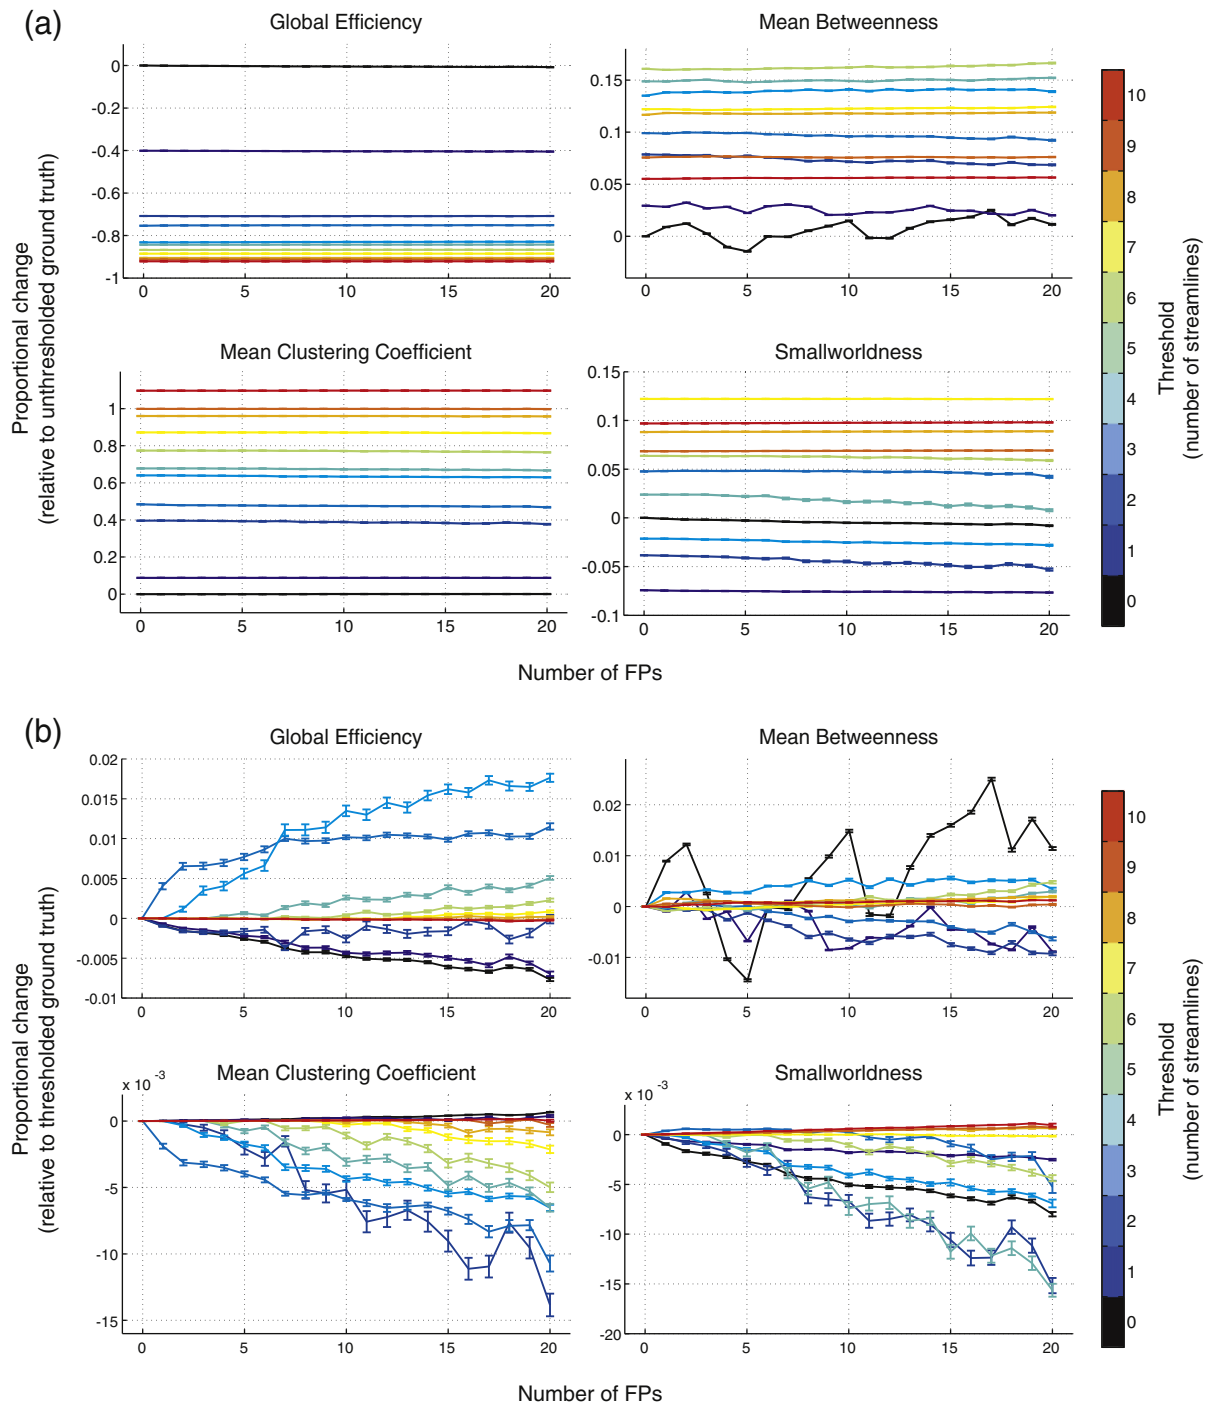 (a)
Global Efficiency
Mean Betweenness
0
-0.2
-0.4
-0.6
-0.8
-1
0 5 10 15 20
0.15
0.1
0.05
0
0 5 10 15 20
Mean Clustering Coefficient
Smallworldness
1
0.8
0.6
0.4
0.2
0
0 5 10 15 20
0.15
0.1
0.05
0
-0.05
-0.1
0 5 10 15 20
Proportional change
(relative to unthresholded ground truth)
Number of FPs
10
9
8
7
6
5
4
3
2
1
0
Threshold
(number of streamlines)
(b)
Global Efficiency
Mean Betweenness
0.02
0.015
0.01
0.005
0
-0.005
-0.01
0 5 10 15 20
0.02
0.01
0
-0.01
0 5 10 15 20
Mean Clustering Coefficient
Smallworldness
x 10 -3
0
-5
-10
-15
0 5 10 15 20
x 10 -3
0
-5
-10
-15
-20
0 5 10 15 20
Proportional change
(relative to thresholded ground truth)
Number of FPs
10
9
8
7
6
5
4
3
2
1
0
Threshold
(number of streamlines)